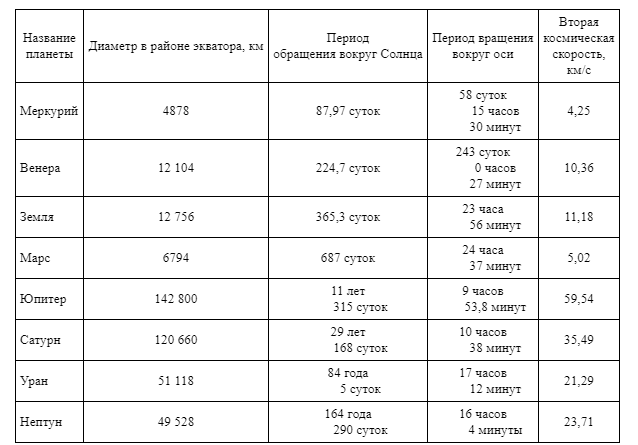 Название планеты | Диаметр в районе экватора, км | Период обращения вокруг Солнца | Период вращения вокруг оси | Вторая космическая скорость, км/с
Меркурий | 4878 | 87,97 суток | 58 суток 15 часов 30 минут | 4,25
Венера | 12 104 | 224,7 суток | 243 суток 0 часов 27 минут | 10,36
Земля | 12 756 | 365,3 суток | 23 часа 56 минут | 11,18
Марс | 6794 | 687 суток | 24 часа 37 минут | 5,02
Юпитер | 142 800 | 11 лет 315 суток | 9 часов 53,8 минут | 59,54
Сатурн | 120 660 | 29 лет 168 суток | 10 часов 38 минут | 35,49
Уран | 51 118 | 84 года 5 суток | 17 часов 12 минут | 21,29
Нептун | 49 528 | 164 года 290 суток | 16 часов 4 минуты | 23,71